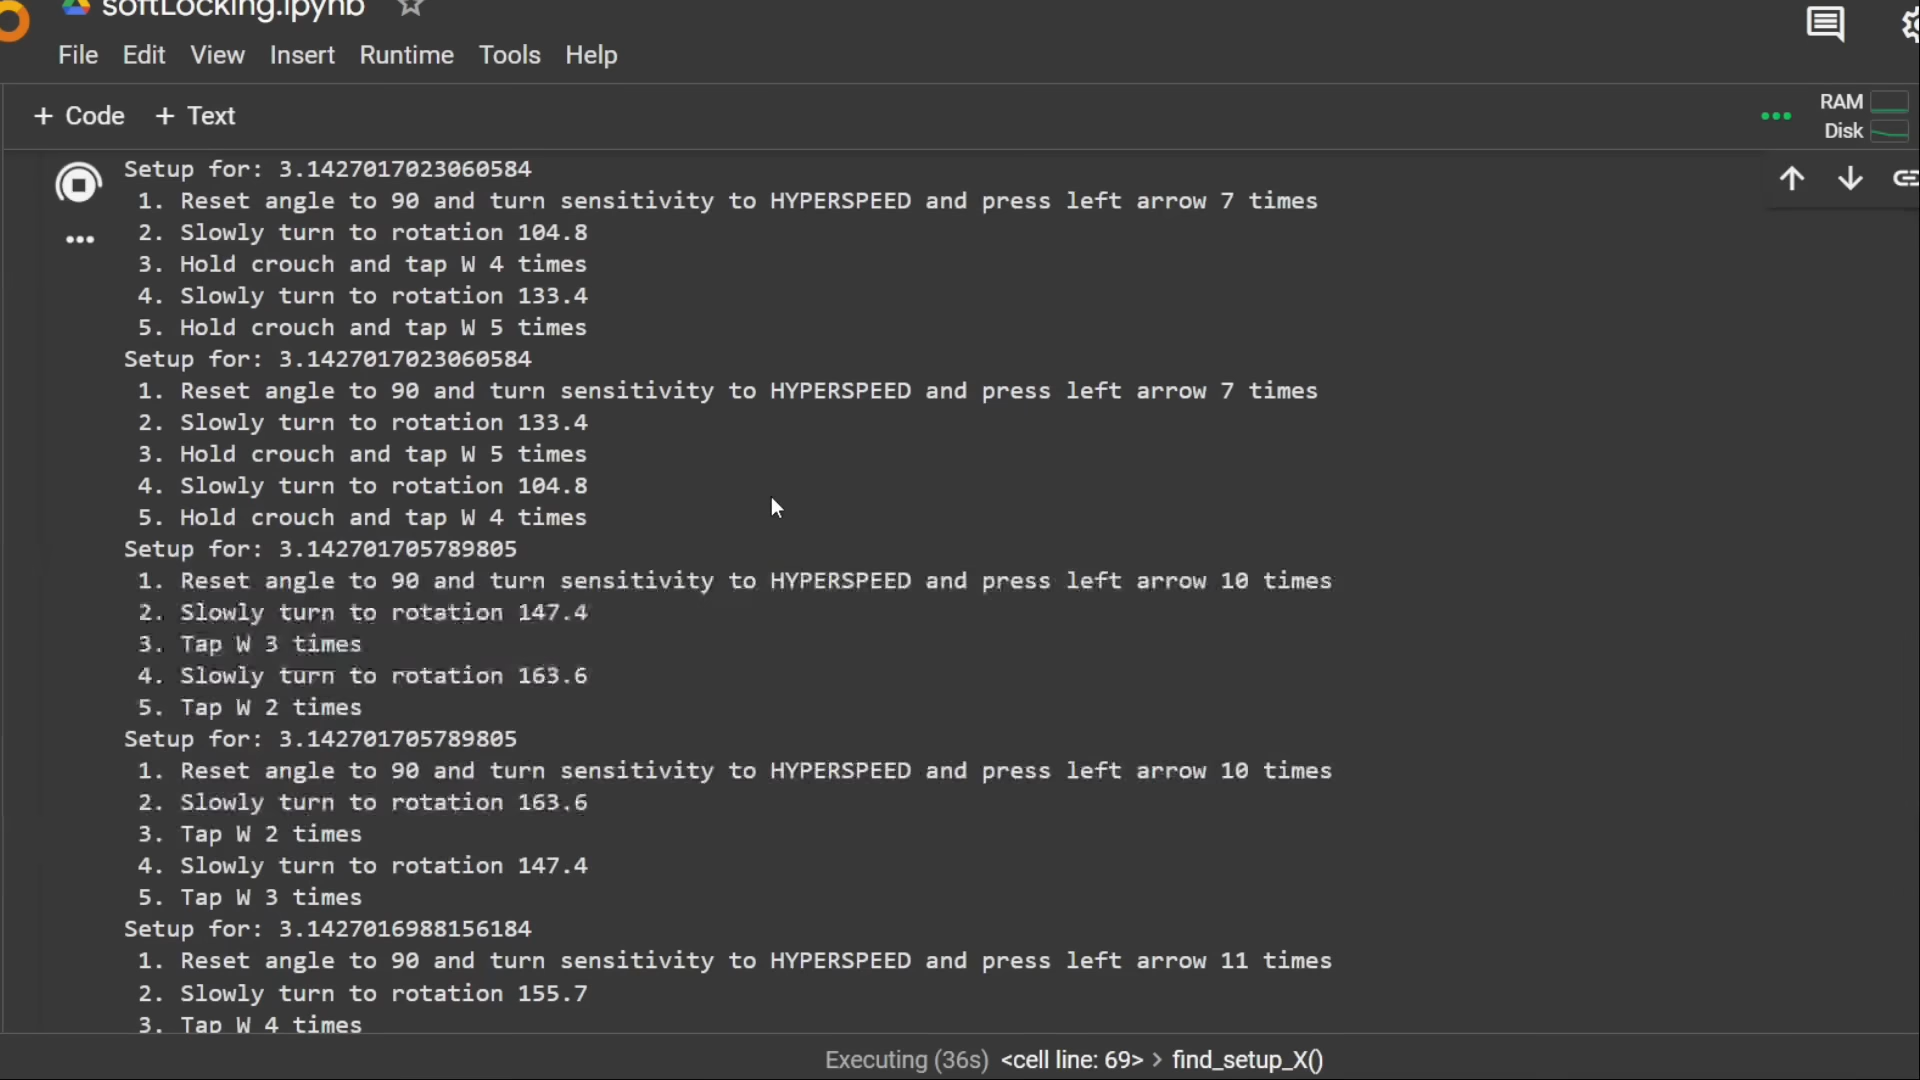 softLocking.ipynb
File Edit View Insert Runtime Tools Help
+ Code + Text
RAM
Disk
Setup for: 3.1427017023060584
1. Reset angle to 90 and turn sensitivity to HYPERSPEED and press left arrow 7 times
2. Slowly turn to rotation 104.8
3. Hold crouch and tap W 4 times
4. Slowly turn to rotation 133.4
5. Hold crouch and tap W 5 times
Setup for: 3.1427017023060584
1. Reset angle to 90 and turn sensitivity to HYPERSPEED and press left arrow 7 times
2. Slowly turn to rotation 133.4
3. Hold crouch and tap W 5 times
4. Slowly turn to rotation 104.8
5. Hold crouch and tap W 4 times
Setup for: 3.142701705789805
1. Reset angle to 90 and turn sensitivity to HYPERSPEED and press left arrow 10 times
2. Slowly turn to rotation 147.4
3. Tap W 3 times
4. Slowly turn to rotation 163.6
5. Tap W 2 times
Setup for: 3.142701705789805
1. Reset angle to 90 and turn sensitivity to HYPERSPEED and press left arrow 10 times
2. Slowly turn to rotation 163.6
3. Tap W 2 times
4. Slowly turn to rotation 147.4
5. Tap W 3 times
Setup for: 3.1427016988156184
1. Reset angle to 90 and turn sensitivity to HYPERSPEED and press left arrow 11 times
2. Slowly turn to rotation 155.7
3. Tap W 4 times
Executing (36s) <cell line: 69> > find_setup_X()